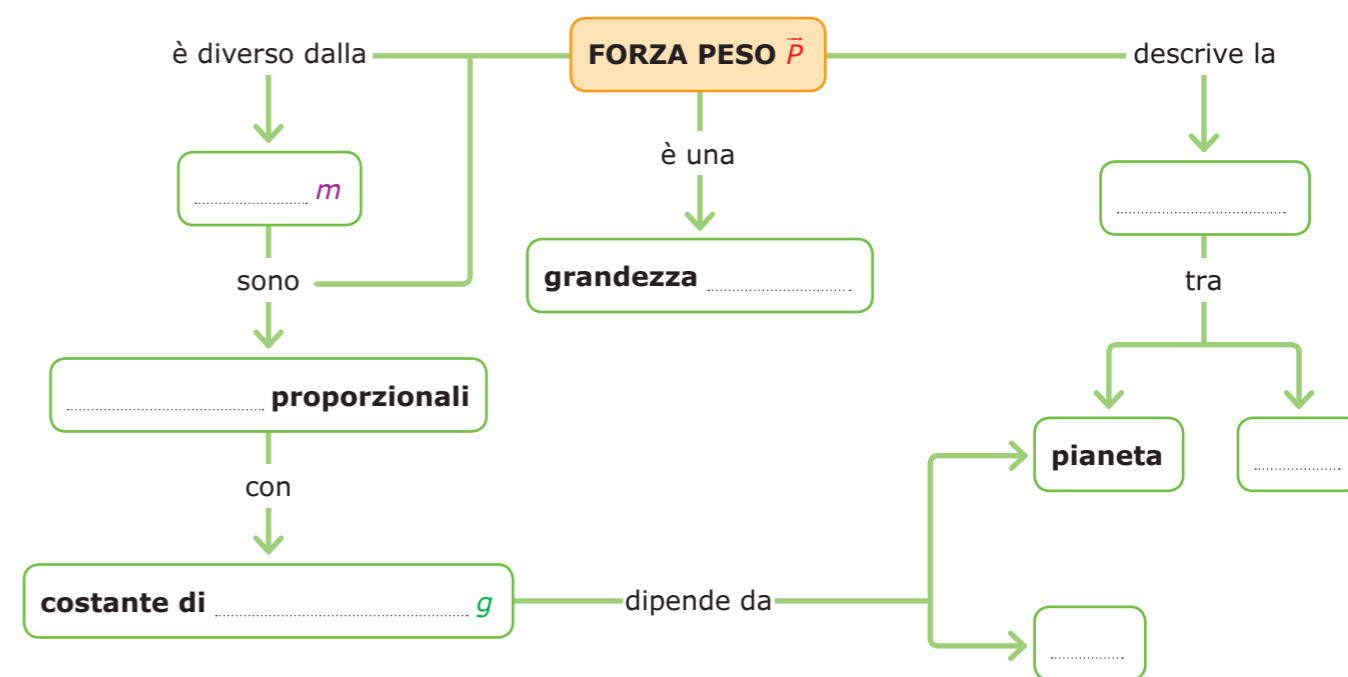 è diverso dalla
FORZA PESO P
descrive la
m
è una
grandezza
sono
tra
proporzionali
pianeta
con
costante di g
dipende da